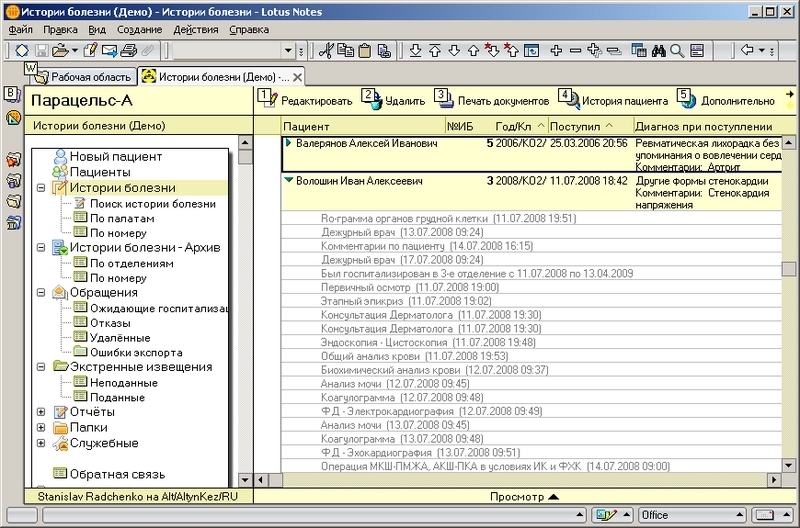 Истории болезни (Демо) - Истории болезни - Lotus Notes
Файл Правка Вид Создание Действия Справка
W
Рабочая область
Истории болезни (Демо) -...
B
Парацельс-А
1 Редактировать 2 Удалить 3 Печать документов 4 История пациента 5 Дополнительно
Истории болезни (Демо)
Пациент №ИБ Год/Кл ^ Поступил ^ Диагноз при поступлении
Новый пациент
Пациенты
Истории болезни
Поиск истории болезни
По палатам
По номеру
Истории болезни - Архив
По отделениям
По номеру
Обращения
Ожидающие госпитализа
Отказы
Удалённые
Ошибки экспорта
Экстренные извещения
Неподанные
Поданные
Отчёты
Папки
Служебные
Обратная связь
Валерянов Алексей Иванович 5 2006/КО2/ 25.03.2006 20:56 Ревматическая лихорадка без
упоминания о вовлечении серд
Комментарии: Артрит
Волошин Иван Алексеевич 3 2008/КО2/ 11.07.2008 18:42 Другие формы стенокардии
Комментарии: Стенокардия
напряжения
Ro-грамма органов грудной клетки (11.07.2008 19:51)
Дежурный врач (13.07.2008 09:24)
Комментарии по пациенту (14.07.2008 16:15)
Дежурный врач (17.07.2008 09:24)
Был госпитализирован в 3-е отделение с 11.07.2008 по 13.04.2009
Первичный осмотр (11.07.2008 19:00)
Этапный эпикриз (11.07.2008 19:02)
Консультация Дерматолога (11.07.2008 19:30)
Консультация Дерматолога (11.07.2008 19:30)
Эндоскопия - Цистоскопия (11.07.2008 19:48)
Общий анализ крови (11.07.2008 19:53)
Биохимический анализ крови (12.07.2008 09:37)
Анализ мочи (12.07.2008 09:45)
Коагулограмма (12.07.2008 09:48)
ФД - Электрокардиография (12.07.2008 09:49)
Анализ мочи (13.07.2008 09:45)
Коагулограмма (13.07.2008 09:48)
ФД - Эхокардиография (13.07.2008 09:51)
Операция МКШ-ПМЖА, АКШ-ПКА в условиях ИК и ФХК (14.07.2008 09:00)
Stanislav Radchenko на Alt/AltynKez/RU
Просмотр
Office